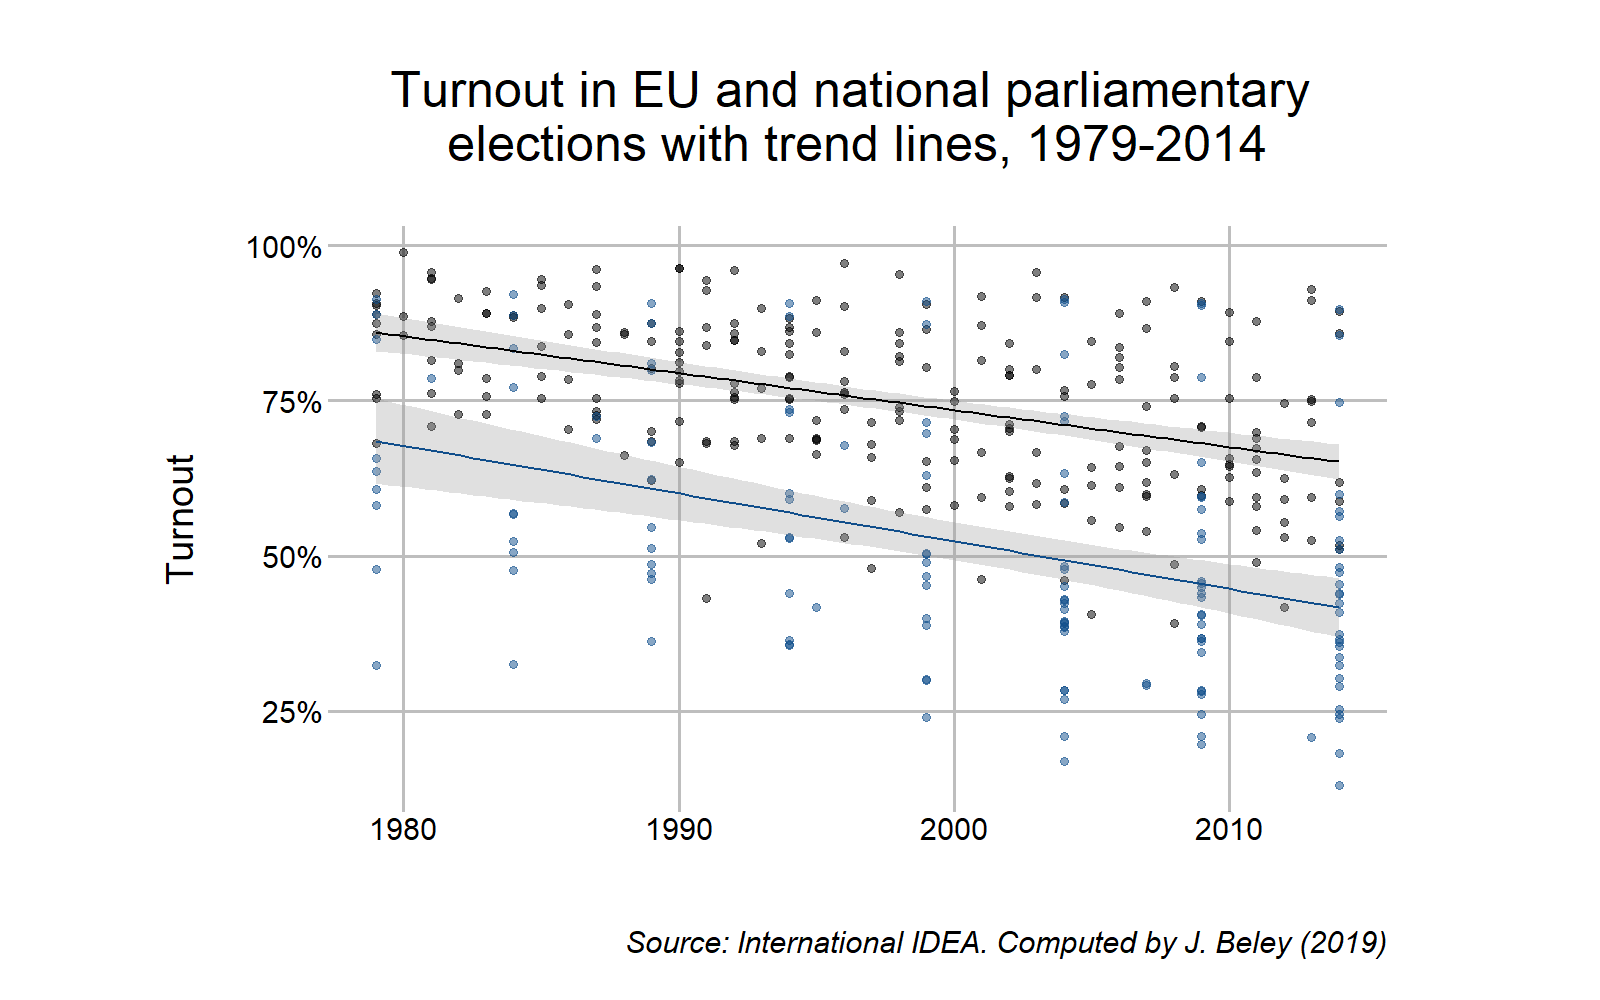 Turnout in EU and national parliamentary
elections with trend lines, 1979-2014
100%
75%
50%
25%
Turnout
1980 1990 2000 2010
Source: International IDEA. Computed by J. Beley (2019)